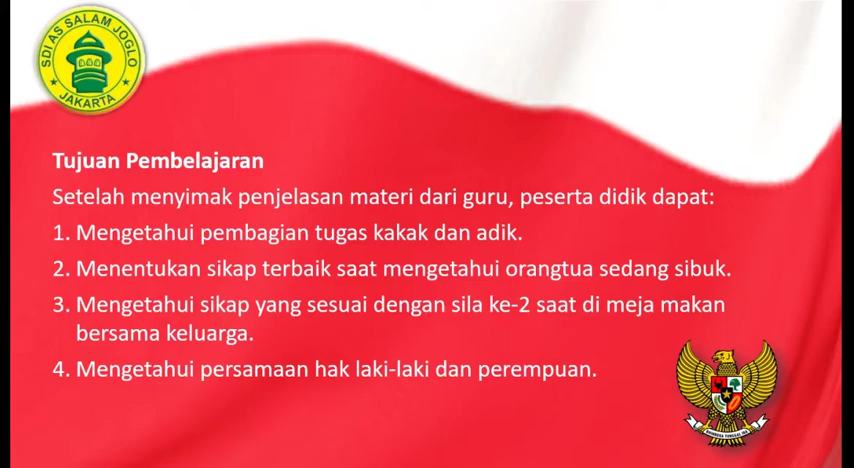 SDI AS SALAM JOGLO
JAKARTA
Tujuan Pembelajaran
Setelah menyimak penjelasan materi dari guru, peserta didik dapat:
1. Mengetahui pembagian tugas kakak dan adik.
2. Menentukan sikap terbaik saat mengetahui orangtua sedang sibuk.
3. Mengetahui sikap yang sesuai dengan sila ke-2 saat di meja makan
bersama keluarga.
4. Mengetahui persamaan hak laki-laki dan perempuan.